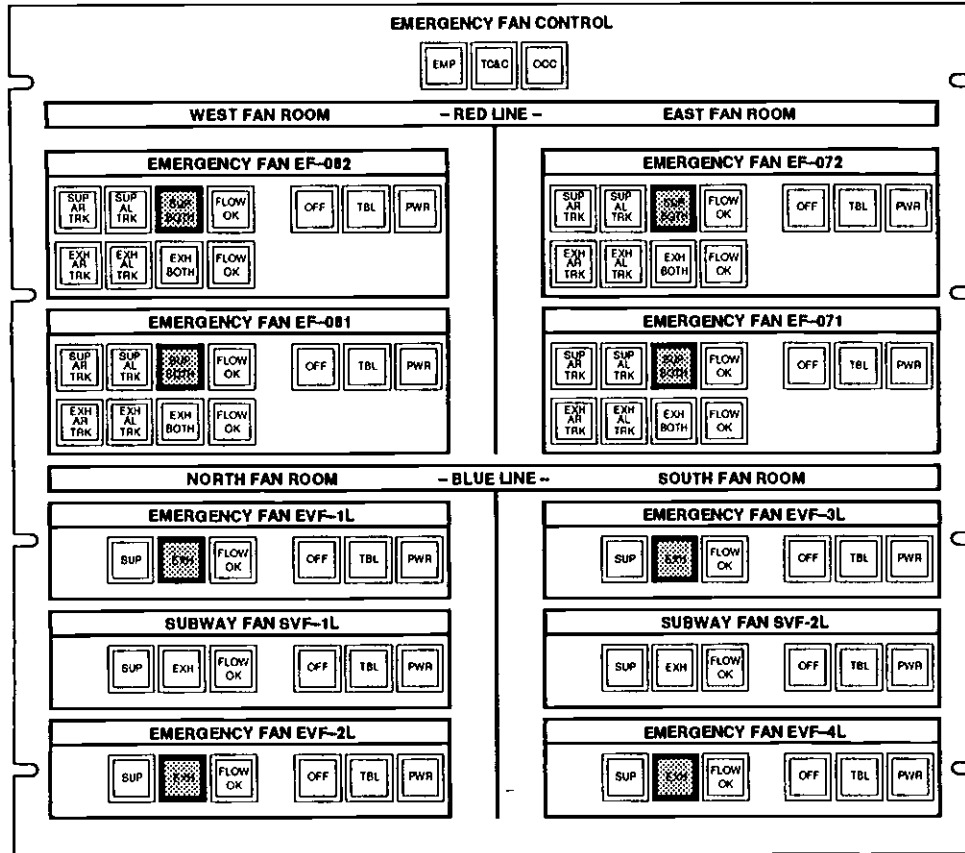 EMERGENCY FAN CONTROL
EMP TC&C OCC
WEST FAN ROOM – RED LINE – EAST FAN ROOM
EMERGENCY FAN EF–082
SUP AR TRK SUP AL TRK SUP BOTH FLOW OK OFF TBL PWR
EXH AR TRK EXH AL TRK EXH BOTH FLOW OK
EMERGENCY FAN EF–072
SUP AR TRK SUP AL TRK SUP BOTH FLOW OK OFF TBL PWR
EXH AR TRK EXH AL TRK EXH BOTH FLOW OK
EMERGENCY FAN EF–081
SUP AR TRK SUP AL TRK SUP BOTH FLOW OK OFF TBL PWR
EXH AR TRK EXH AL TRK EXH BOTH FLOW OK
EMERGENCY FAN EF–071
SUP AR TRK SUP AL TRK SUP BOTH FLOW OK OFF TBL PWR
EXH AR TRK EXH AL TRK EXH BOTH FLOW OK
NORTH FAN ROOM – BLUE LINE – SOUTH FAN ROOM
EMERGENCY FAN EVF–1L
SUP EXH FLOW OK OFF TBL PWR
EMERGENCY FAN EVF–3L
SUP EXH FLOW OK OFF TBL PWR
SUBWAY FAN SVF–1L
SUP EXH FLOW OK OFF TBL PWR
SUBWAY FAN SVF-2L
SUP EXH FLOW OK OFF TBL PWR
EMERGENCY FAN EVF–2L
SUP EXH FLOW OK OFF TBL PWR
EMERGENCY FAN EVF–4L
SUP EXH FLOW OK OFF TBL PWR